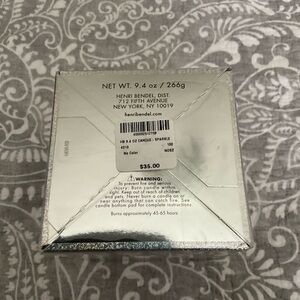 NET WT. 9.4 oz / 266g
HENRI BENDEL, DIST.
712 FIFTH AVENUE
NEW YORK, NY 10019
henribendel.com
HB 9.4 OZ CANDLE - SPARKLE
No Color
$35.00
WARNING:
To prevent fire and serious
injury: Burn candle within
sight. Keep out of reach of children
and pets. Never burn a candle on or
near anything that can catch fire. See
candle bottom pad for complete instructions.
Burns approximately 45-65 hours